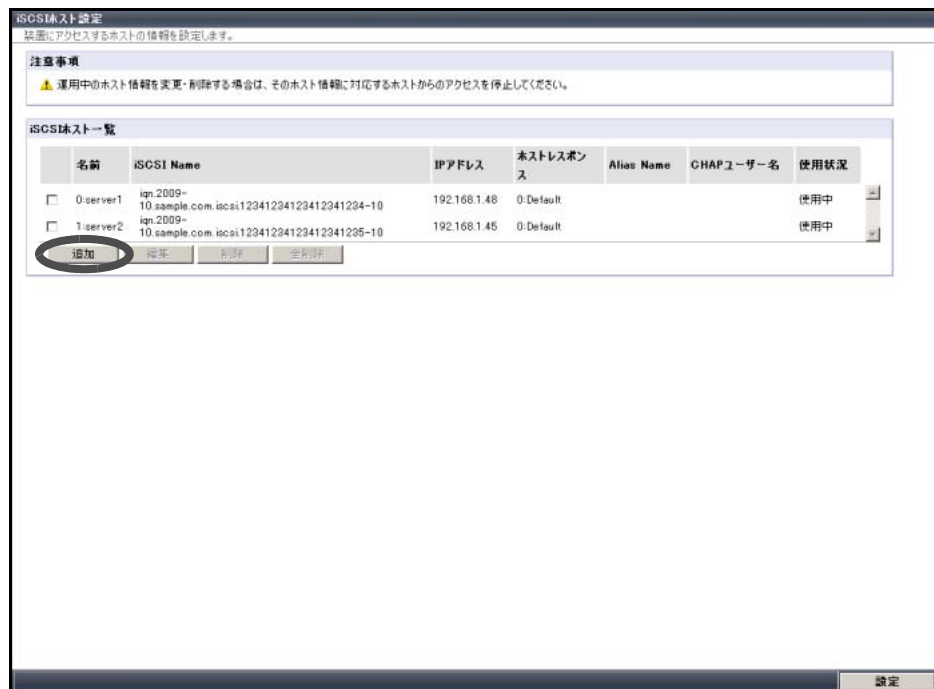 iSCSIホスト設定
装置にアクセスするホストの情報を設定します。
注意事項
運用中のホスト情報を変更・削除する場合は、そのホスト情報に対応するホストからのアクセスを停止してください。
iSCSIホスト一覧
名前 iSCSI Name IPアドレス ホストレスポンス Alias Name CHAPユーザー名 使用状況
0:server1 iqn.2009-10.sample.com.iscsi.12341234123412341234-10 192.168.1.48 0:Default 使用中
1:server2 iqn.2009-10.sample.com.iscsi.12341234123412341235-10 192.168.1.45 0:Default 使用中
追加 編集 削除 全削除
設定